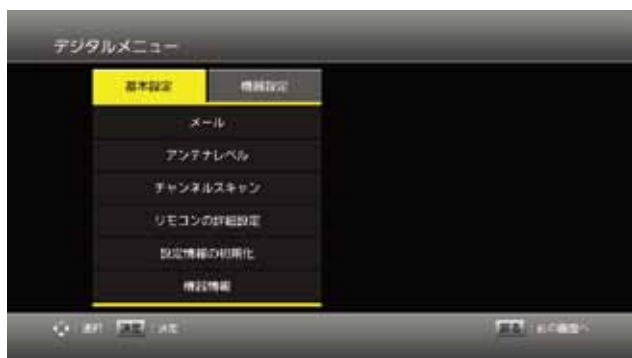 デジタルメニュー
基本設定 機器設定
メール
アンテナレベル
チャンネルスキャン
リモコンの詳細設定
設定情報の初期化
機器情報
選択 決定 決定 戻る 前の画面へ